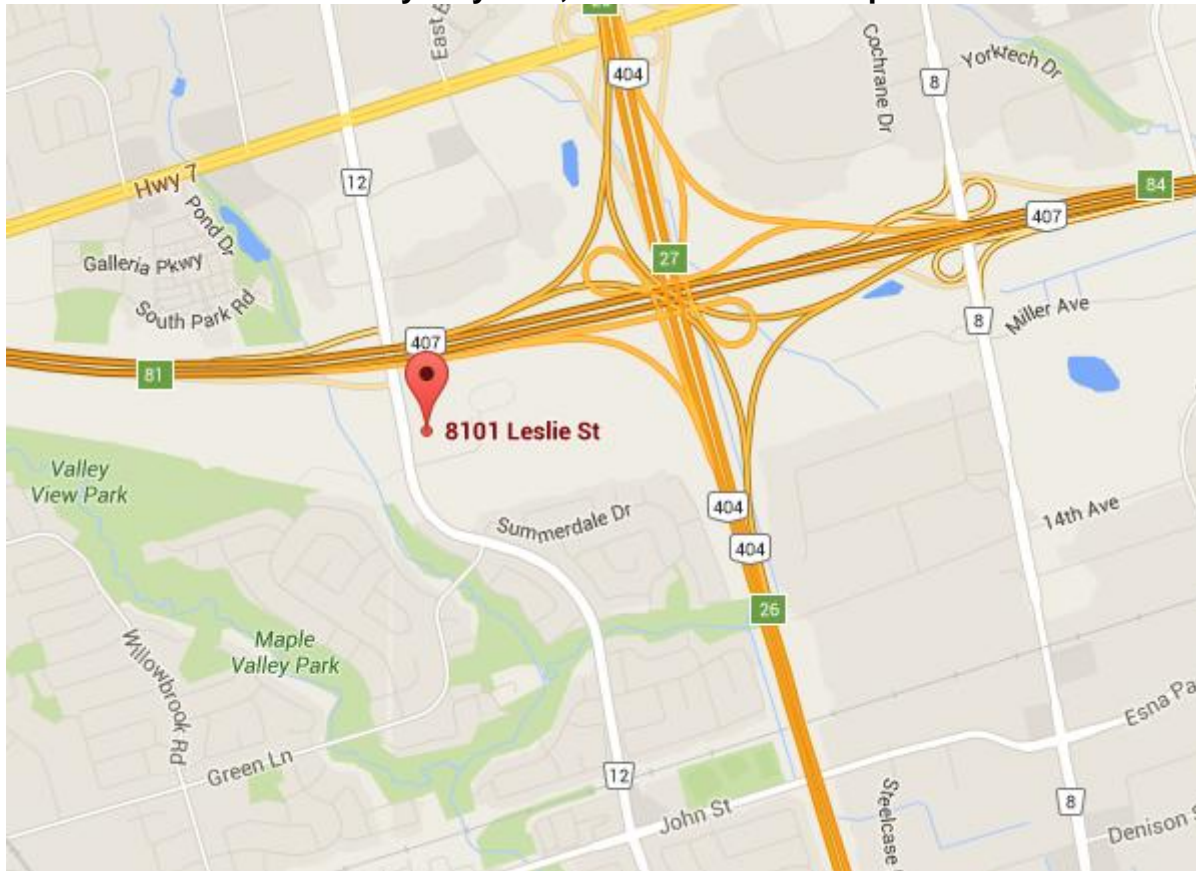 East
404
Cochrane Dr
8
Yorktech Dr
Hwy 7
12
84
407
Pond Dr
Galleria Pkwy
South Park Rd
27
8
Miller Ave
407
81
8101 Leslie St
Valley
View Park
404
14th Ave
Summerdale Dr
404
26
Maple
Valley Park
Willowbrook Rd
Green Ln
12
Esna Pa
John St
8
Steelcase
Denison